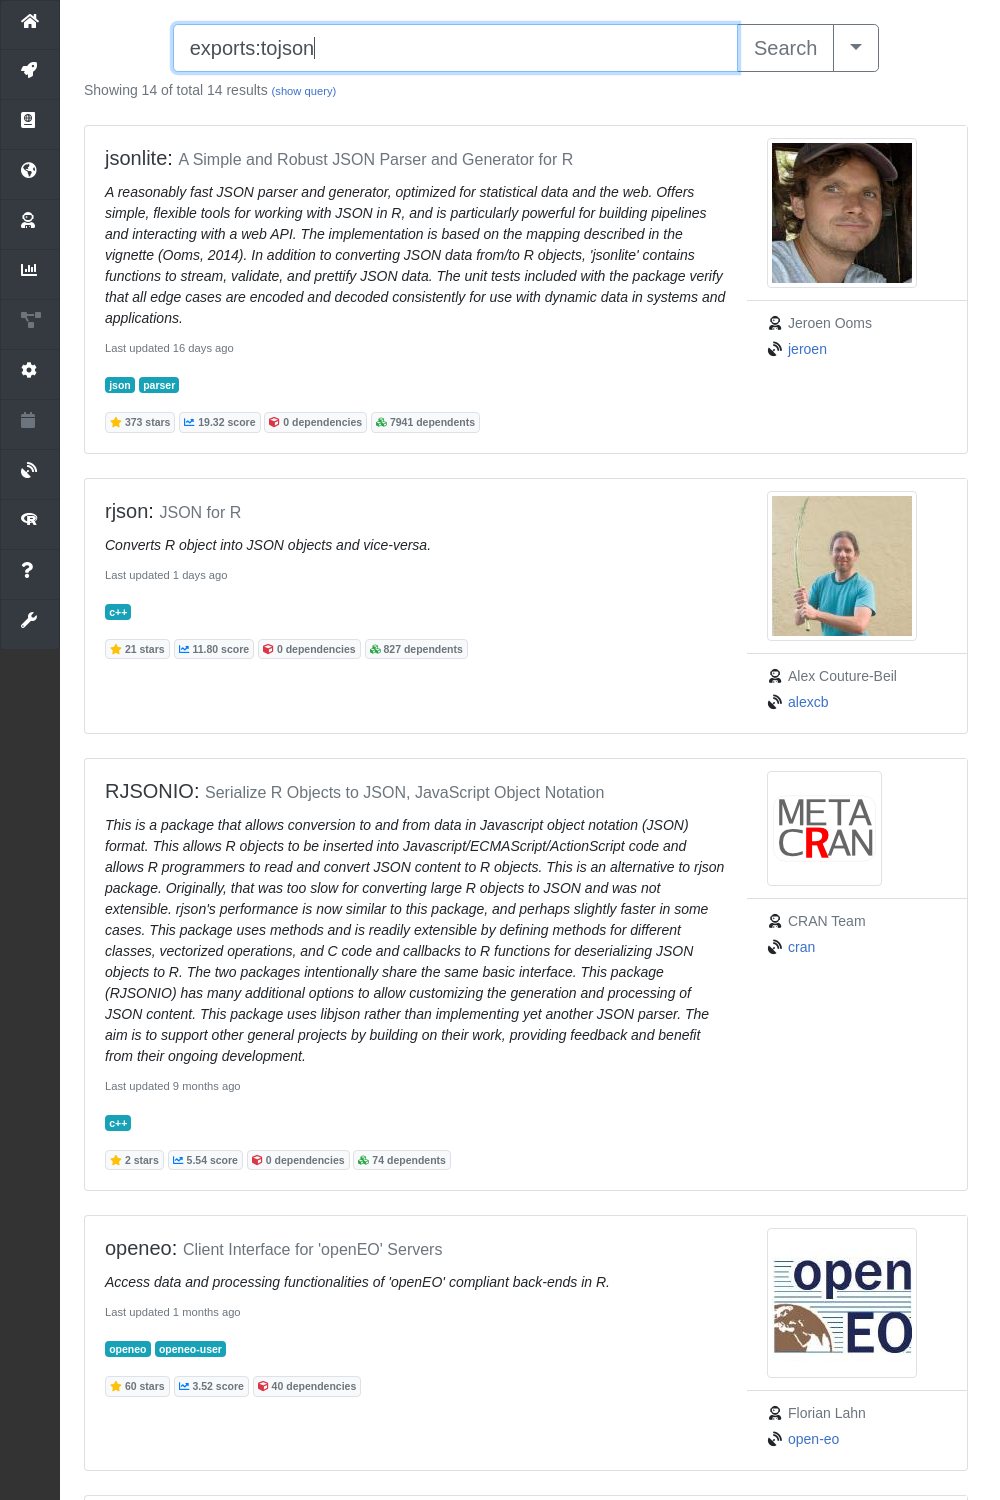 exports:tojson
Search
Showing 14 of total 14 results (show query)
jsonlite: A Simple and Robust JSON Parser and Generator for R
A reasonably fast JSON parser and generator, optimized for statistical data and the web. Offers
simple, flexible tools for working with JSON in R, and is particularly powerful for building pipelines
and interacting with a web API. The implementation is based on the mapping described in the
vignette (Ooms, 2014). In addition to converting JSON data from/to R objects, 'jsonlite' contains
functions to stream, validate, and prettify JSON data. The unit tests included with the package verify
that all edge cases are encoded and decoded consistently for use with dynamic data in systems and
applications.
Last updated 16 days ago
json parser
373 stars 19.32 score 0 dependencies 7941 dependents
Jeroen Ooms
jeroen
rjson: JSON for R
Converts R object into JSON objects and vice-versa.
Last updated 1 days ago
c++
21 stars 11.80 score 0 dependencies 827 dependents
Alex Couture-Beil
alexcb
RJSONIO: Serialize R Objects to JSON, JavaScript Object Notation
This is a package that allows conversion to and from data in Javascript object notation (JSON)
format. This allows R objects to be inserted into Javascript/ECMAScript/ActionScript code and
allows R programmers to read and convert JSON content to R objects. This is an alternative to rjson
package. Originally, that was too slow for converting large R objects to JSON and was not
extensible. rjson's performance is now similar to this package, and perhaps slightly faster in some
cases. This package uses methods and is readily extensible by defining methods for different
classes, vectorized operations, and C code and callbacks to R functions for deserializing JSON
objects to R. The two packages intentionally share the same basic interface. This package
(RJSONIO) has many additional options to allow customizing the generation and processing of
JSON content. This package uses libjson rather than implementing yet another JSON parser. The
aim is to support other general projects by building on their work, providing feedback and benefit
from their ongoing development.
Last updated 9 months ago
c++
2 stars 5.54 score 0 dependencies 74 dependents
META
CRAN
CRAN Team
cran
openeo: Client Interface for 'openEO' Servers
Access data and processing functionalities of 'openEO' compliant back-ends in R.
Last updated 1 months ago
openeo openeo-user
60 stars 3.52 score 40 dependencies
open
EO
Florian Lahn
open-eo